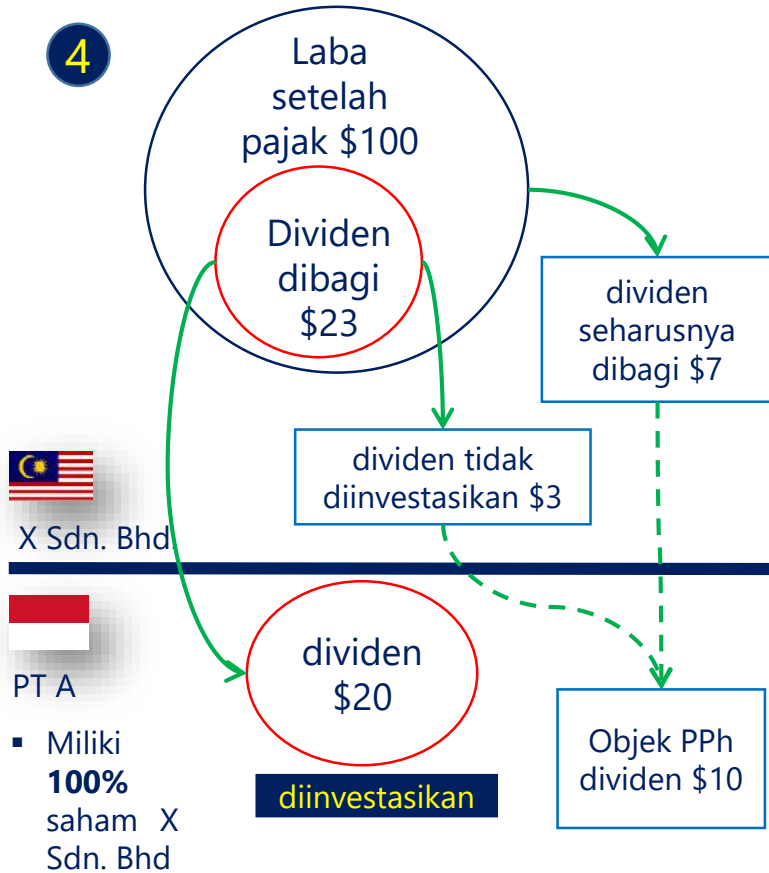 4
Laba
setelah
pajak $100
Dividen
dibagi
$23
dividen
seharusnya
dibagi $7
dividen tidak
diinvestasikan $3
X Sdn. Bhd.
PT A
▪ Miliki
100%
saham X
Sdn. Bhd
dividen
$20
diinvestasikan
Objek PPh
dividen $10